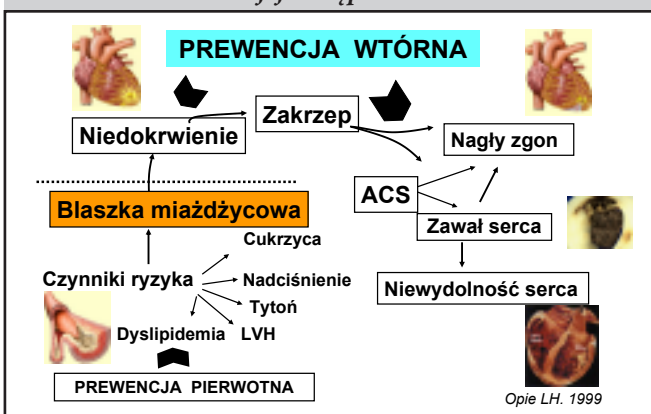 PREWENCJA WTÓRNA
Zakrzep
Niedokrwienie
Nagły zgon
ACS
Blaszka miażdżycowa
Zawał serca
Cukrzyca
Czynniki ryzyka
Nadciśnienie
Niewydolność serca
Tytoń
Dyslipidemia
LVH
PREWENCJA PIERWOTNA
Opie LH. 1999